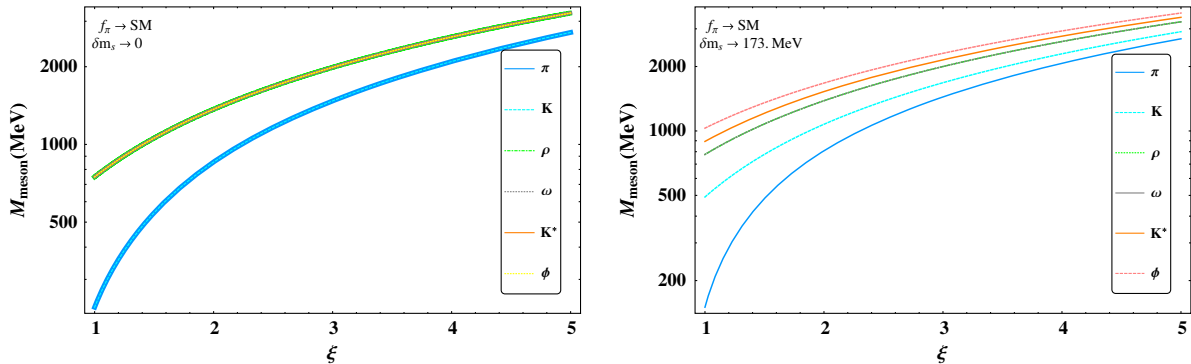 f_π → SM
δm_s → 0
M_meson(MeV)
2000
1000
500
π
K
ρ
ω
K*
ϕ
1 2 3 4 5
ξ
f_π → SM
δm_s → 173. MeV
M_meson(MeV)
2000
1000
500
200
π
K
ρ
ω
K*
ϕ
1 2 3 4 5
ξ